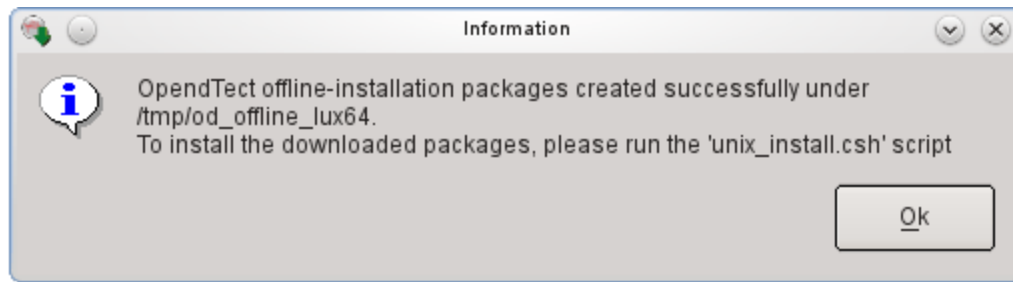 Information
OpendTect offline-installation packages created successfully under
/tmp/od_offline_lux64.
To install the downloaded packages, please run the 'unix_install.csh' script
Ok